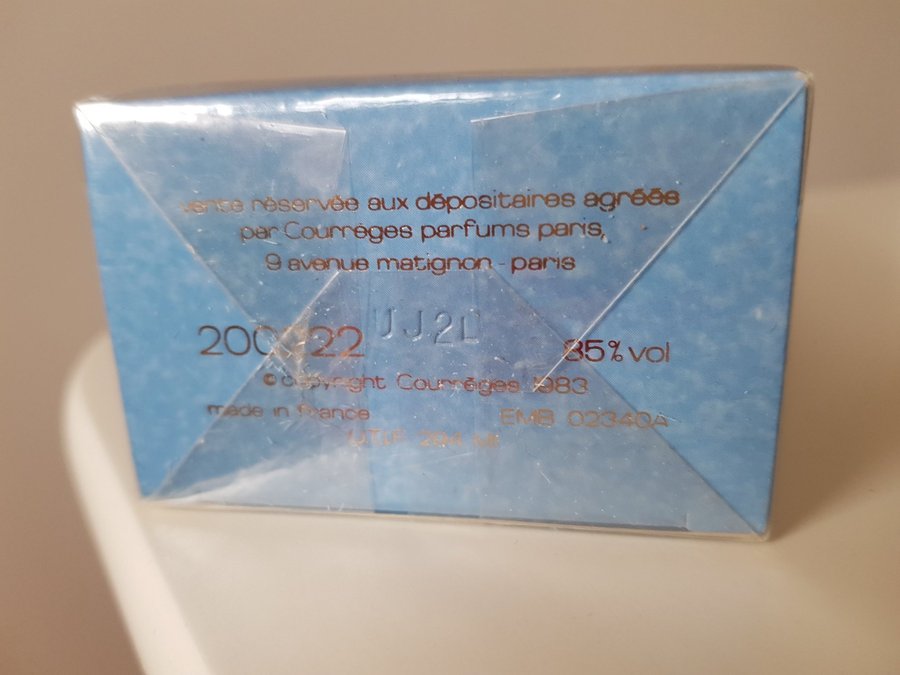 vente réservée aux dépositaires agréés
par Courrèges parfums paris,
9 avenue matignon - paris
85% vol
© copyright Courrèges 1983
made in france
EMB 02340A